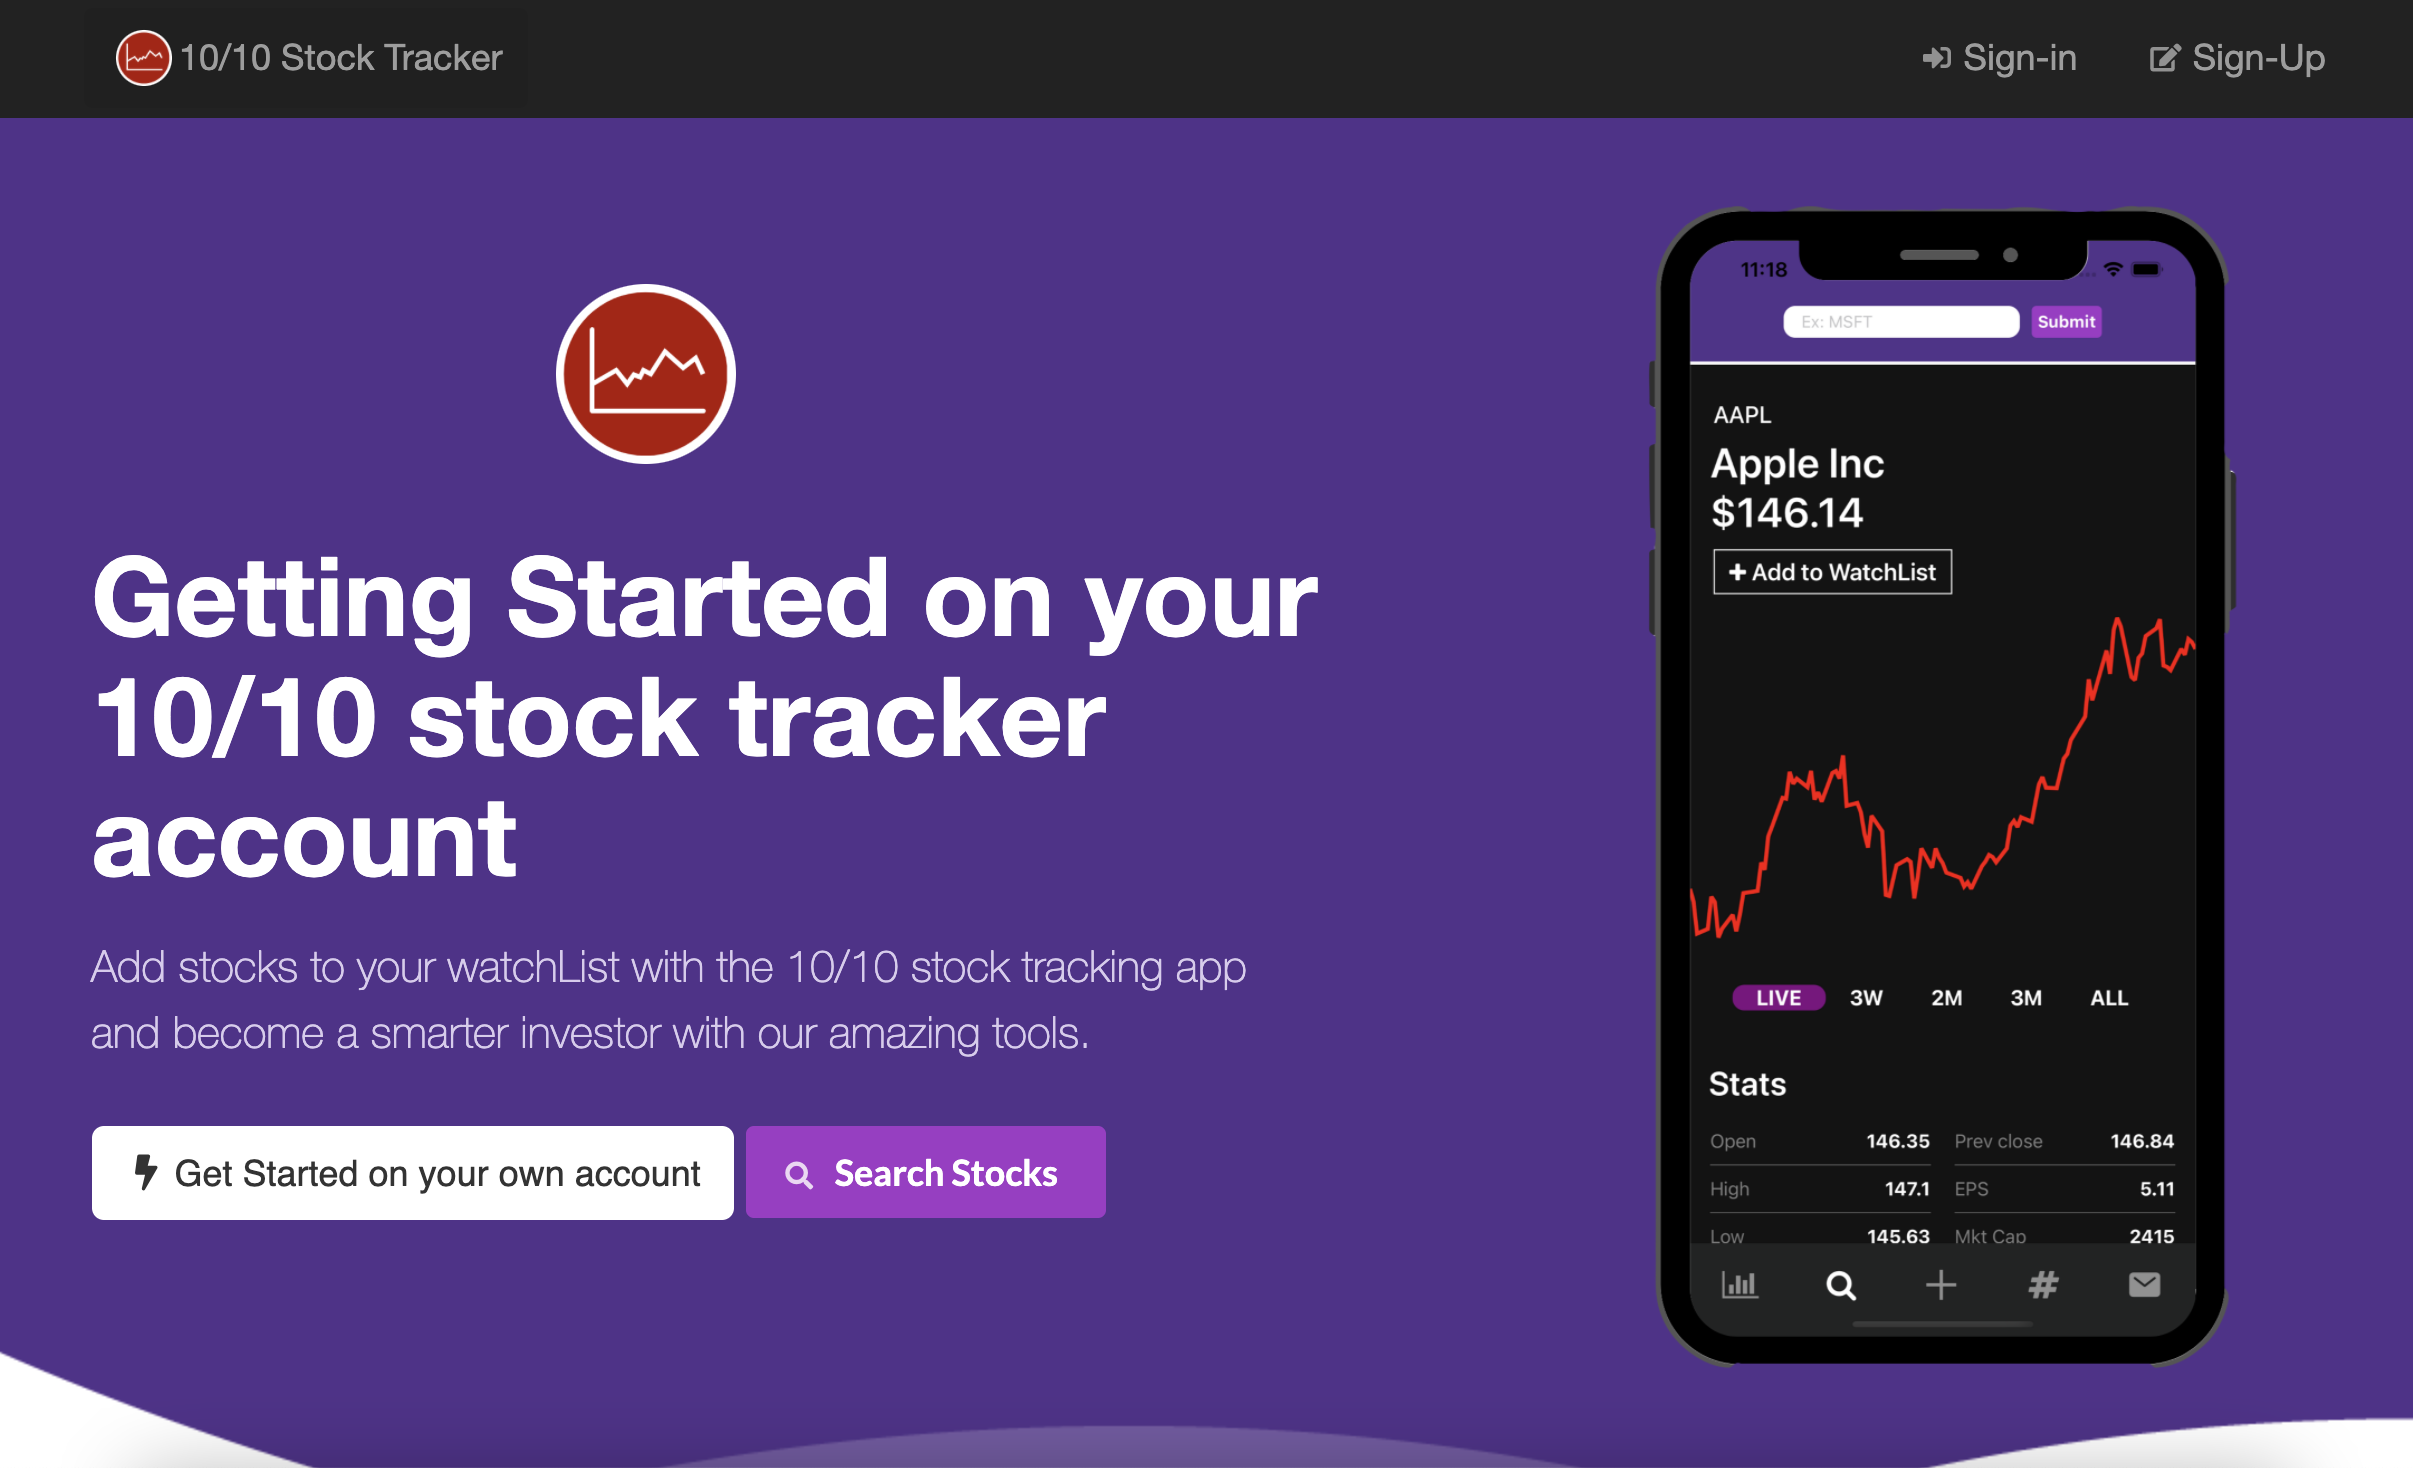 10/10 Stock Tracker
Sign-in
Sign-Up
Getting Started on your
10/10 stock tracker
account
Add stocks to your watchList with the 10/10 stock tracking app
and become a smarter investor with our amazing tools.
Get Started on your own account
Search Stocks
11:18
Ex: MSFT
Submit
AAPL
Apple Inc
$146.14
+ Add to WatchList
LIVE 3W 2M 3M ALL
Stats
Open 146.35 Prev close 146.84
High 147.1 EPS 5.11
Low 145.63 Mkt Cap 2415
#